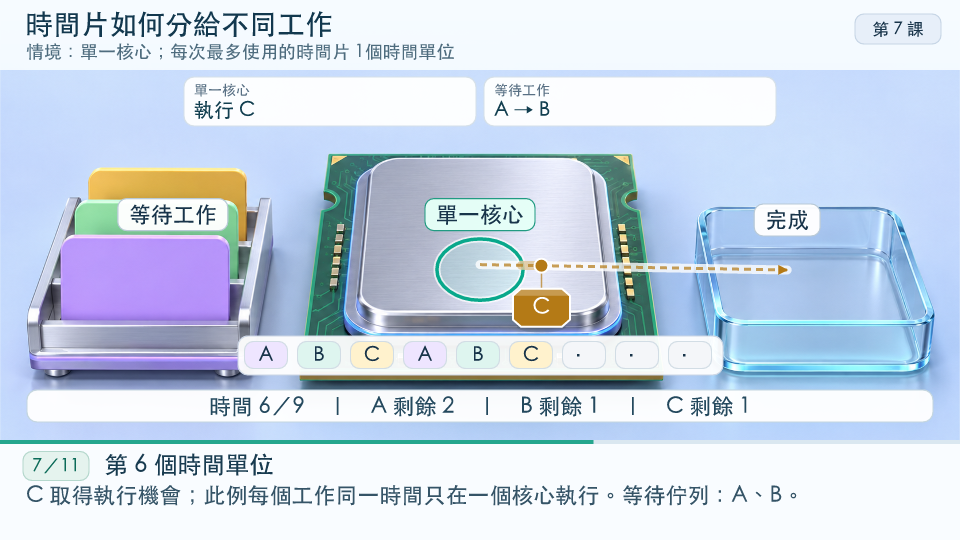 時間片如何分給不同工作
情境：單一核心；每次最多使用的時間片 1個時間單位
第 7 課
單一核心
執行 C
等待工作
A → B
等待工作
單一核心
完成
C
A B C A B C · · ·
時間 6／9 | A 剩餘 2 | B 剩餘 1 | C 剩餘 1
7／11 第 6 個時間單位
C 取得執行機會；此例每個工作同一時間只在一個核心執行。等待佇列：A、B。